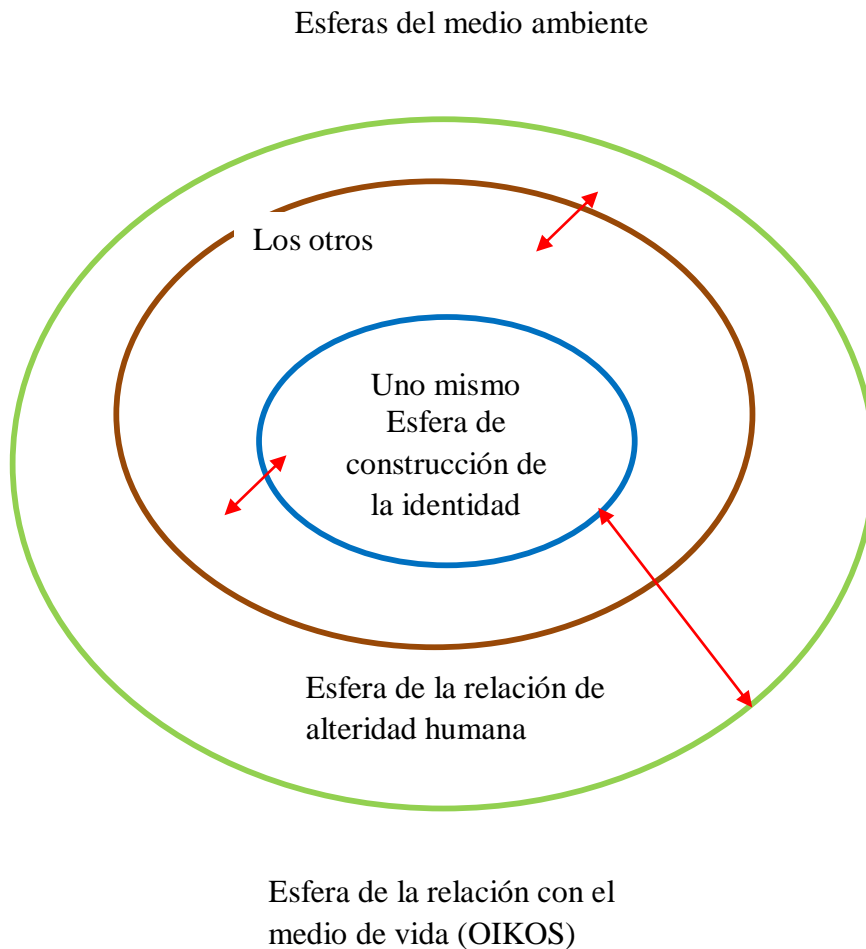 Esferas del medio ambiente
Los otros
Uno mismo
Esfera de
construcción de
la identidad
Esfera de la relación de
alteridad humana
Esfera de la relación con el
medio de vida (OIKOS)